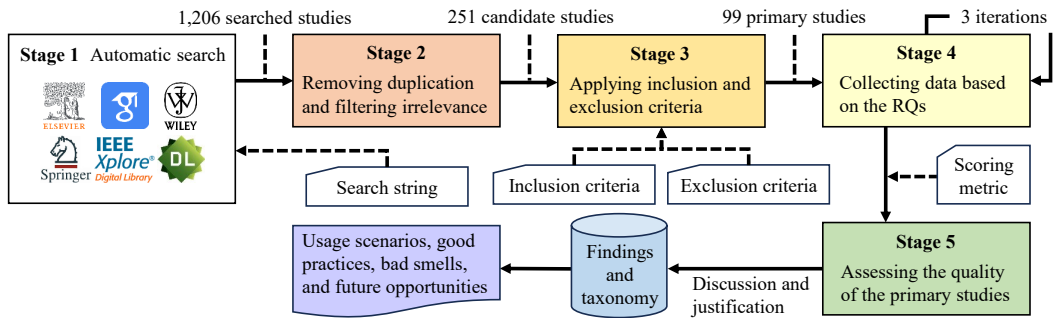 1,206 searched studies
251 candidate studies
99 primary studies
3 iterations
Stage 1 Automatic search
ELSEVIER
g
WILEY
Springer
IEEE
Xplore®
Digital Library
DL
Stage 2
Removing duplication
and filtering irrelevance
Stage 3
Applying inclusion and
exclusion criteria
Stage 4
Collecting data based
on the RQs
Search string
Inclusion criteria
Exclusion criteria
Scoring
metric
Stage 5
Assessing the quality
of the primary studies
Discussion and
justification
Findings
and
taxonomy
Usage scenarios, good
practices, bad smells,
and future opportunities